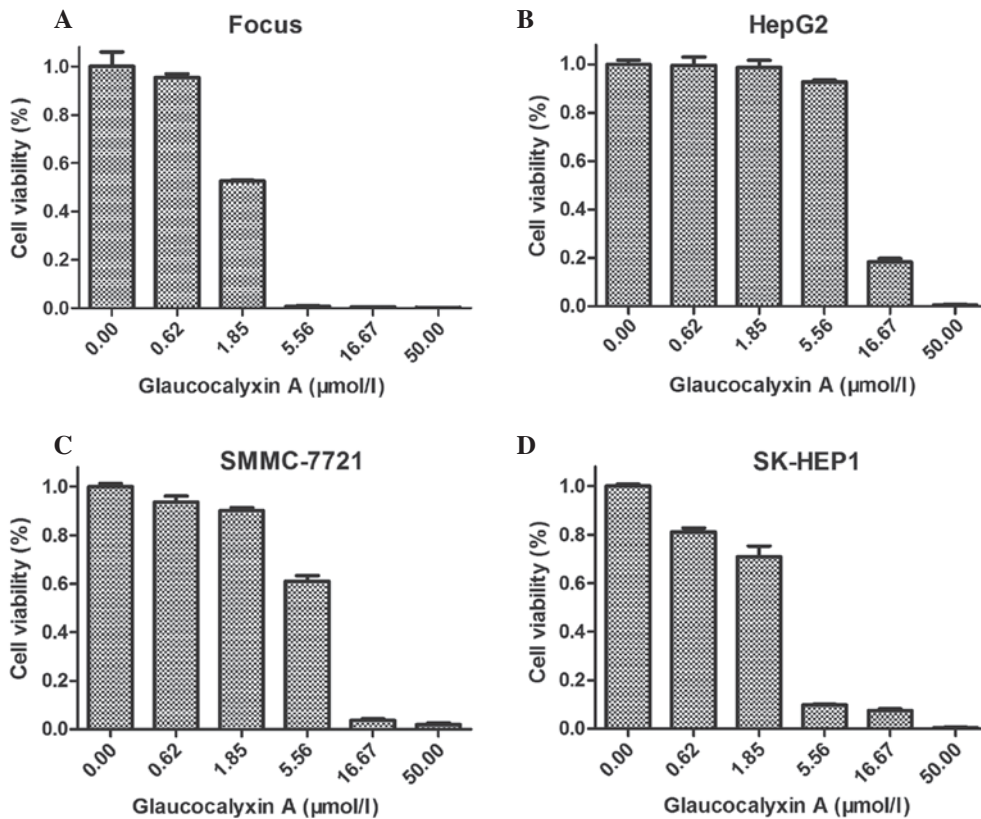 A
Focus
Cell viability (%)
1.0
0.8
0.6
0.4
0.2
0.0
0.00 0.62 1.85 5.56 16.67 50.00
Glaucocalyxin A (µmol/l)
B
HepG2
Cell viability (%)
1.0
0.8
0.6
0.4
0.2
0.0
0.00 0.62 1.85 5.56 16.67 50.00
Glaucocalyxin A (µmol/l)
C
SMMC-7721
Cell viability (%)
1.0
0.8
0.6
0.4
0.2
0.0
0.00 0.62 1.85 5.56 16.67 50.00
Glaucocalyxin A (µmol/l)
D
SK-HEP1
Cell viability (%)
1.0
0.8
0.6
0.4
0.2
0.0
0.00 0.62 1.85 5.56 16.67 50.00
Glaucocalyxin A (µmol/l)